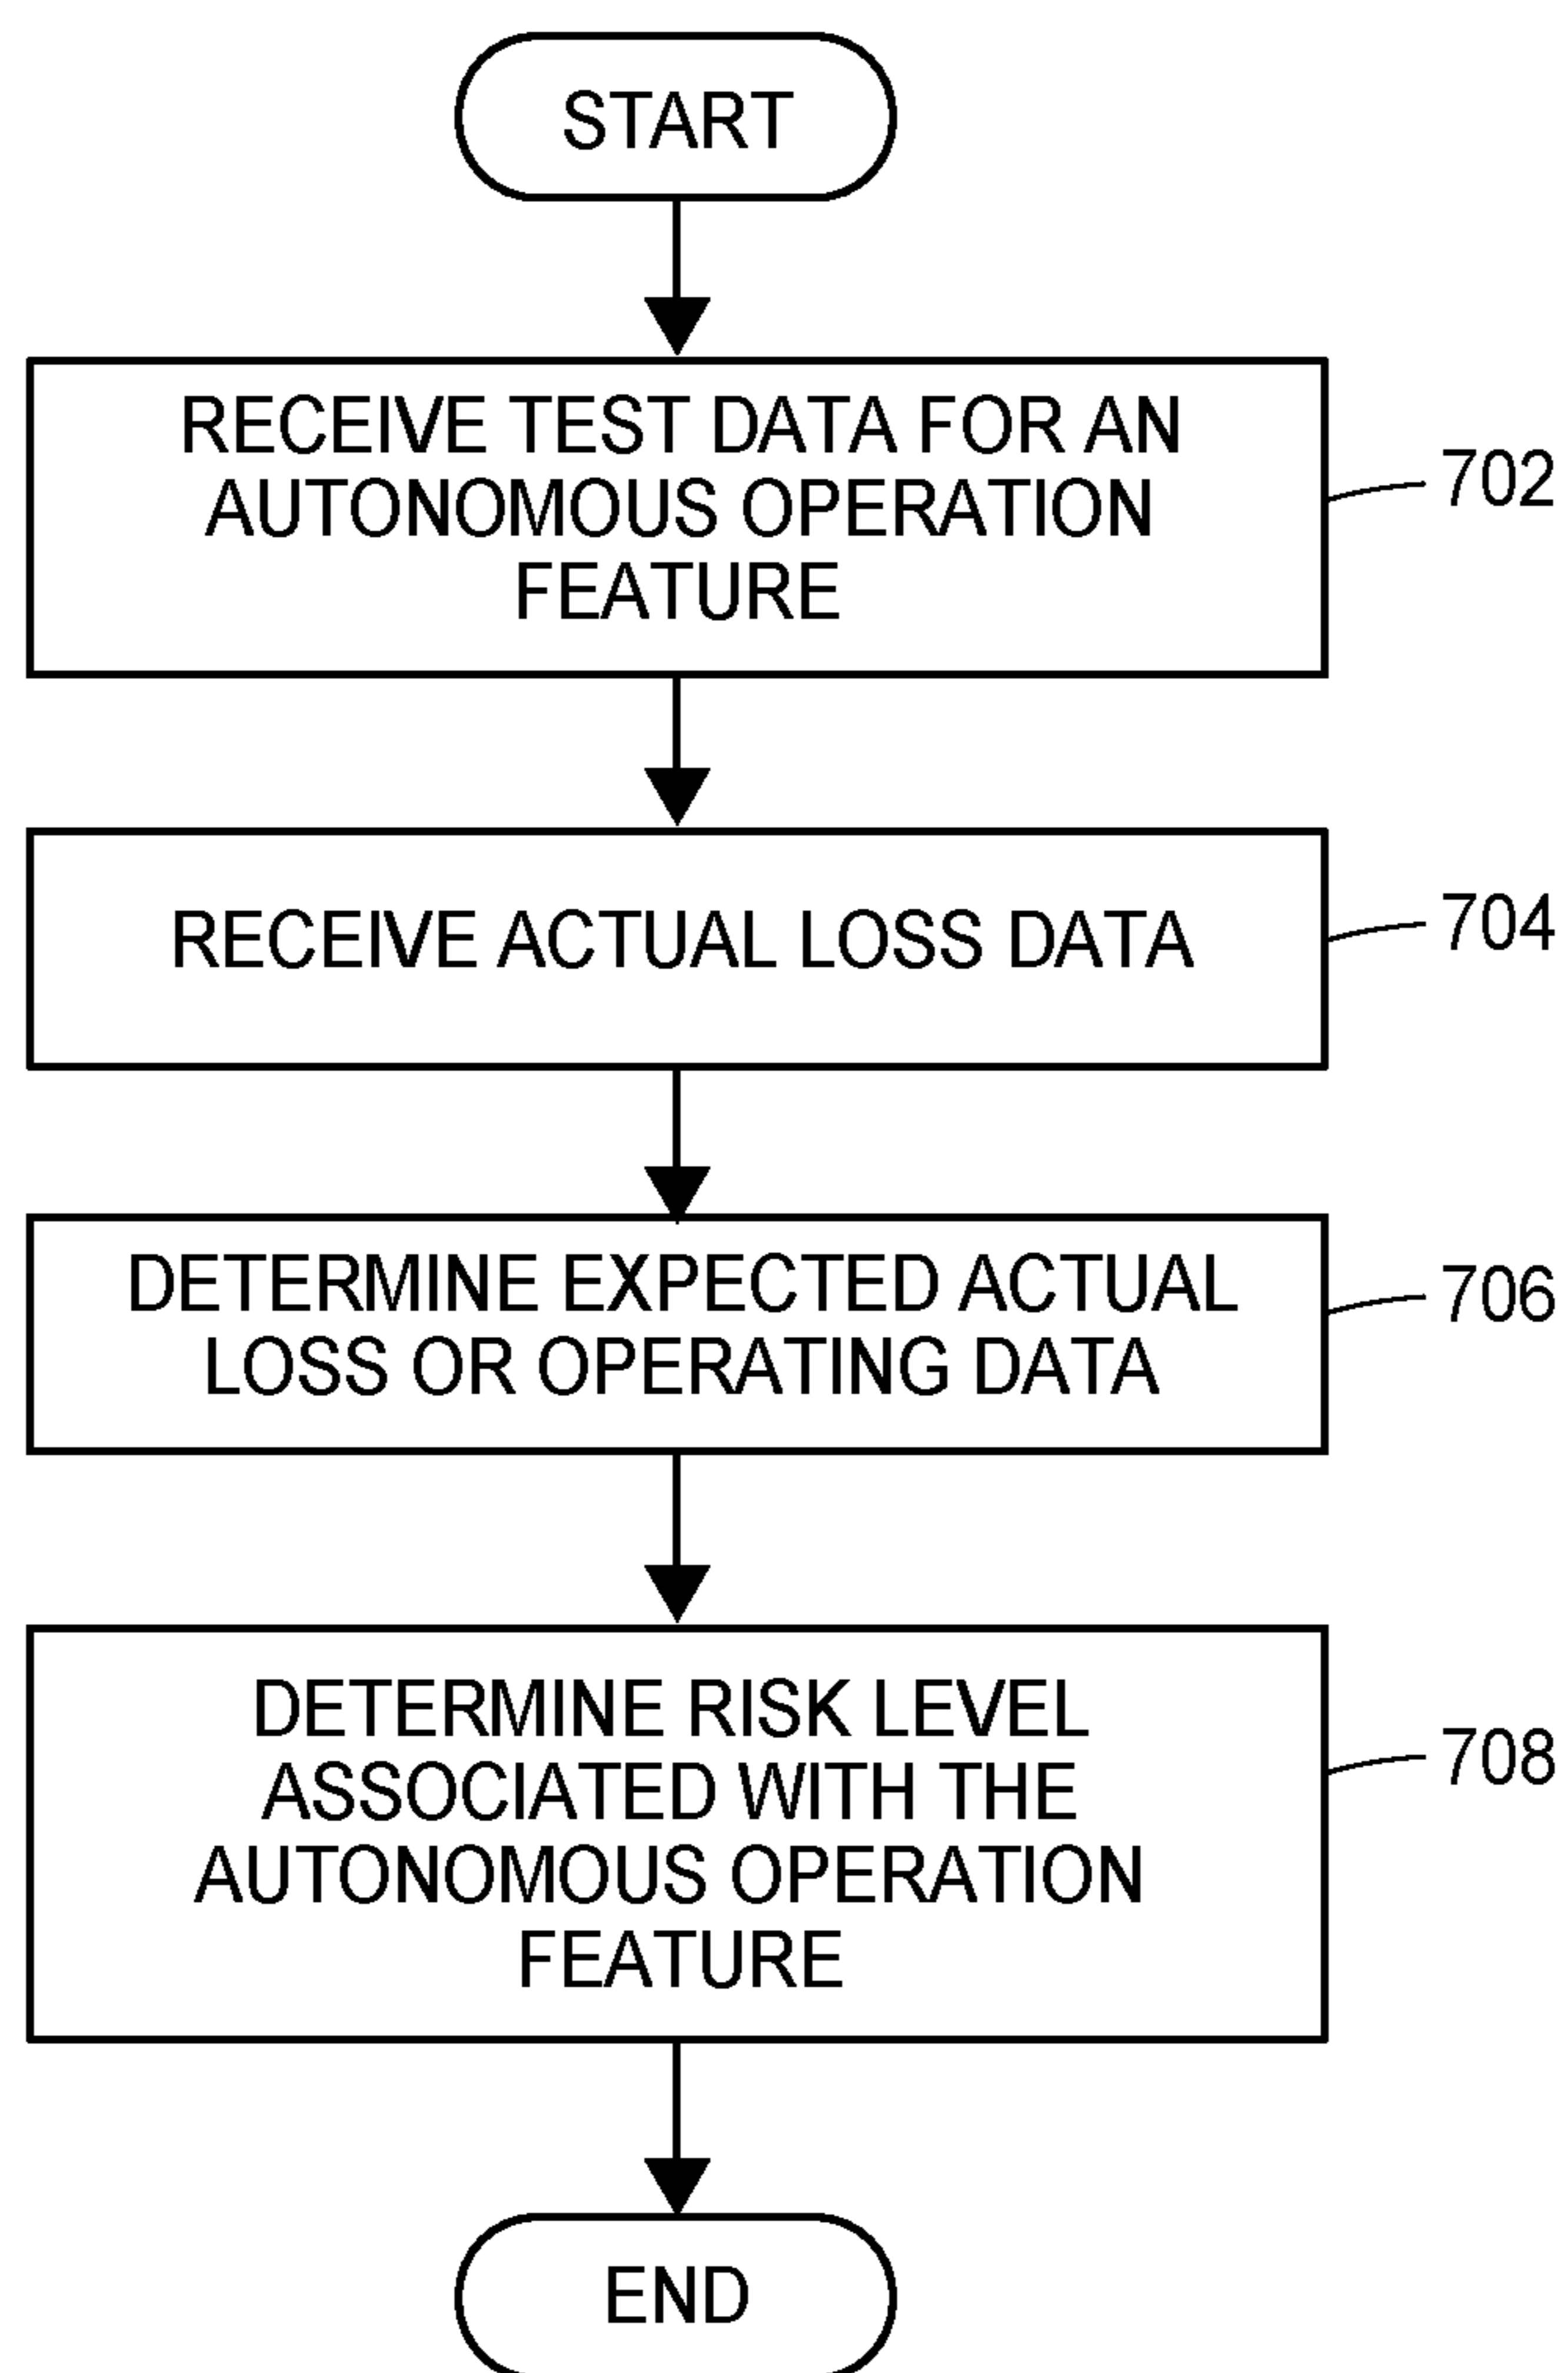 START
RECEIVE TEST DATA FOR AN
AUTONOMOUS OPERATION
FEATURE
702
RECEIVE ACTUAL LOSS DATA
704
DETERMINE EXPECTED ACTUAL
LOSS OR OPERATING DATA
706
DETERMINE RISK LEVEL
ASSOCIATED WITH THE
AUTONOMOUS OPERATION
FEATURE
708
END